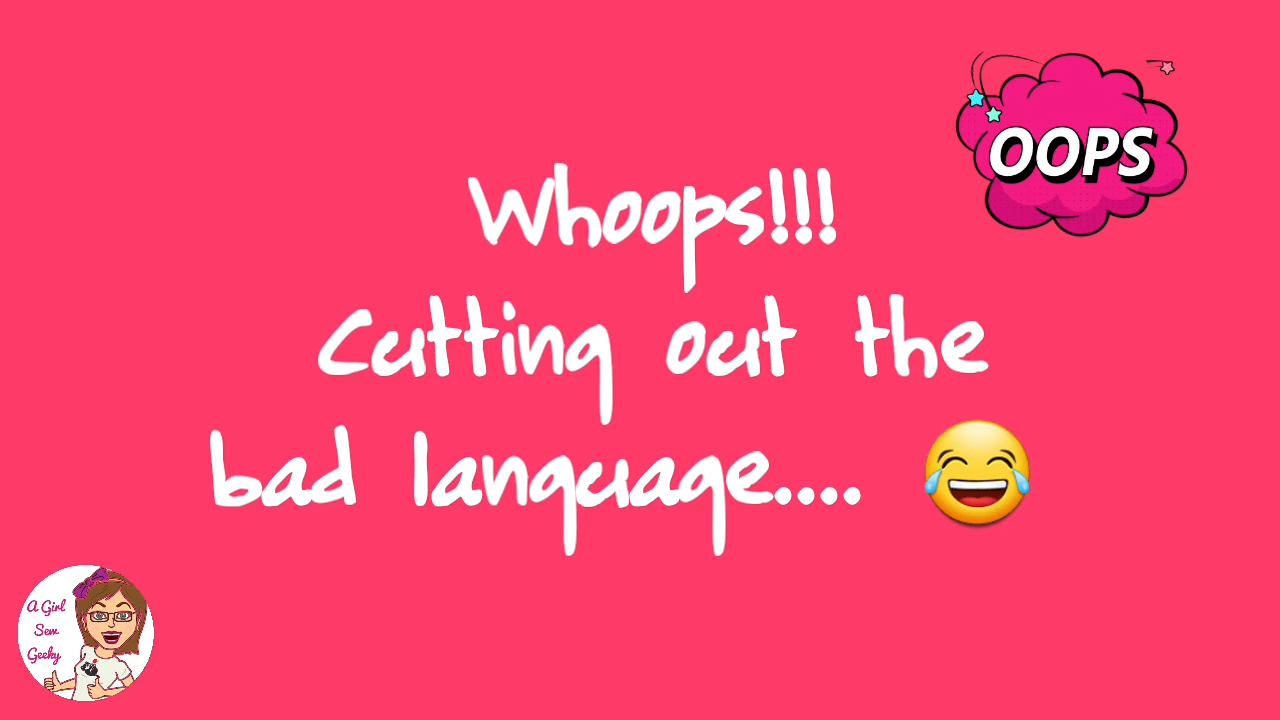 OOPS
Whoops!!!
Cutting out the
bad language.... 😂
A Girl
Sew
Geeky